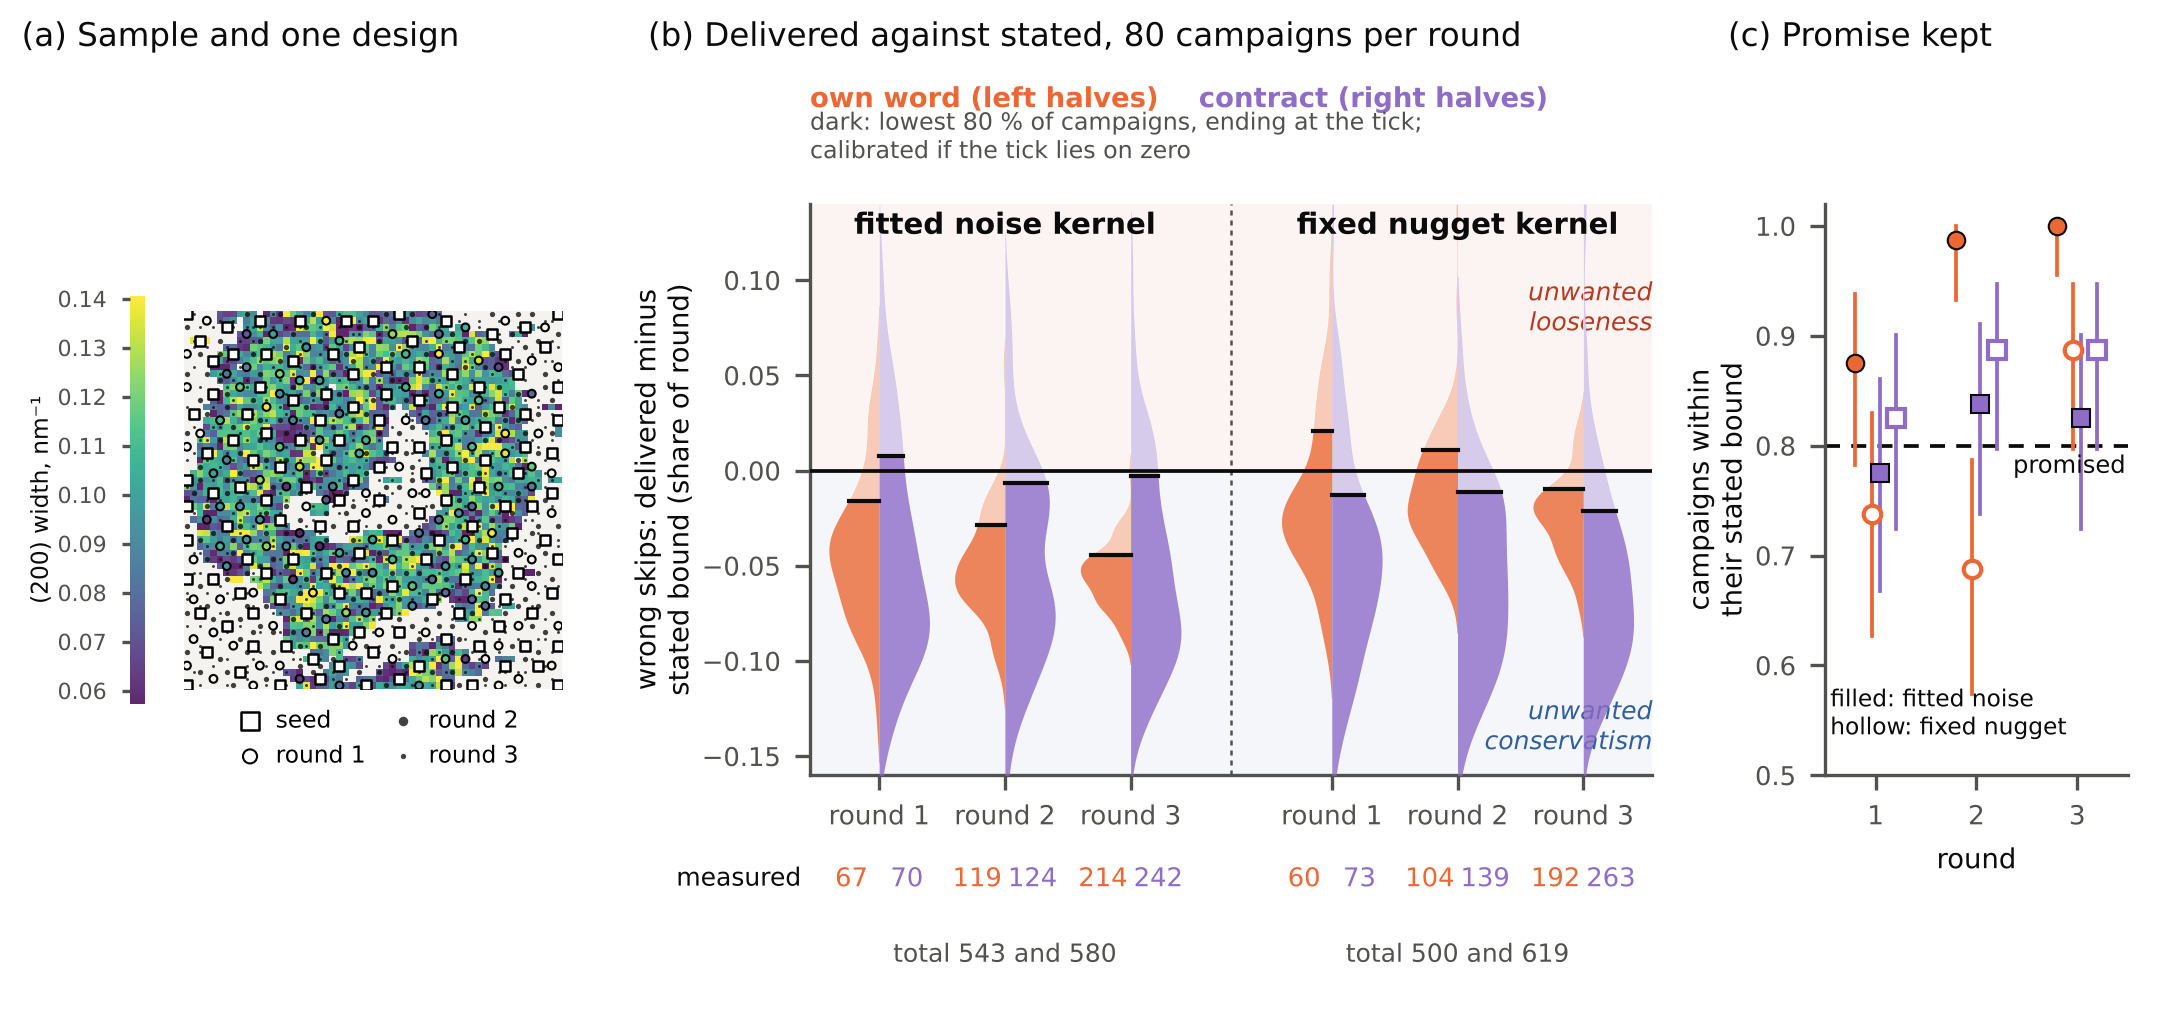 (a) Sample and one design
0.14
0.13
0.12
0.11
0.10
0.09
0.08
0.07
0.06
(200) width, nm⁻¹
seed
round 1
round 2
round 3
(b) Delivered against stated, 80 campaigns per round
own word (left halves) contract (right halves)
dark: lowest 80 % of campaigns, ending at the tick;
calibrated if the tick lies on zero
wrong skips: delivered minus
stated bound (share of round)
0.10
0.05
0.00
−0.05
−0.10
−0.15
fitted noise kernel
fixed nugget kernel
unwanted
looseness
unwanted
conservatism
round 1 round 2 round 3 round 1 round 2 round 3
measured 67 70 119 124 214 242 60 73 104 139 192 263
total 543 and 580
total 500 and 619
(c) Promise kept
campaigns within
their stated bound
1.0
0.9
0.8
0.7
0.6
0.5
promised
filled: fitted noise
hollow: fixed nugget
1 2 3
round